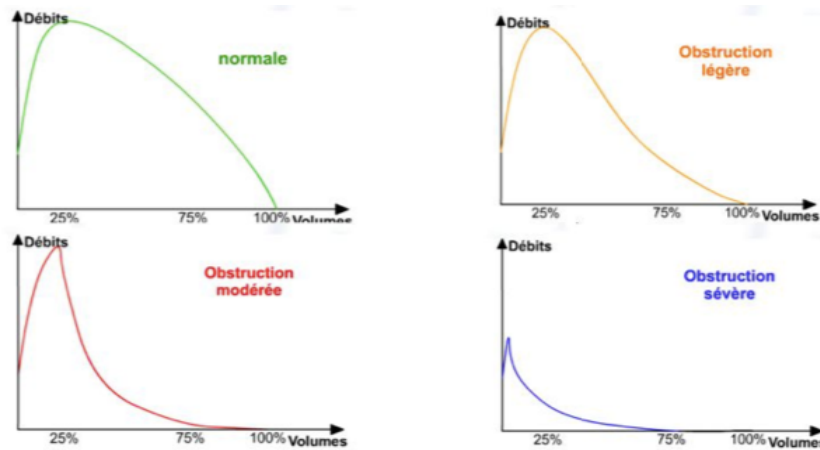 Débits
normale
25%
75%
100%
Volumes
Débits
Obstruction
légère
25%
75%
100%
Volumes
Débits
Obstruction
modérée
25%
75%
100%
Volumes
Débits
Obstruction
sévère
25%
75%
100%
Volumes